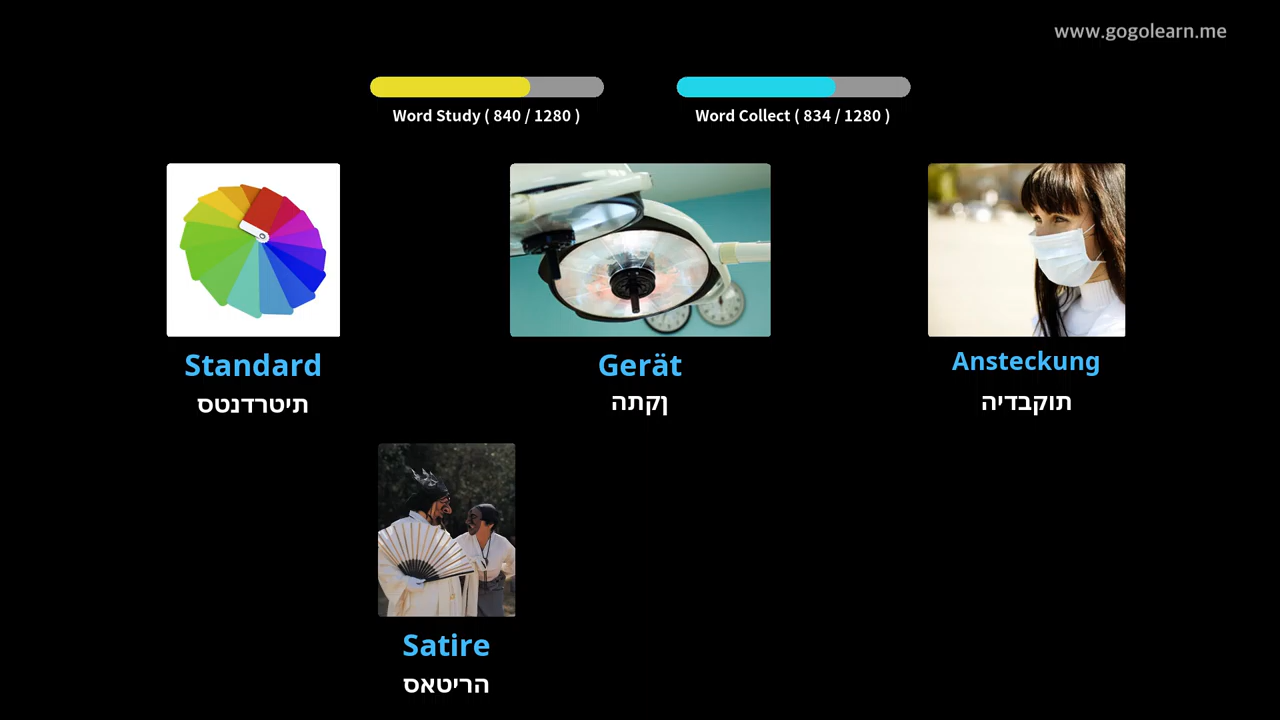 www.gogolearn.me
Word Study ( 840 / 1280 )
Word Collect ( 834 / 1280 )
Standard
תיטרדנטס
Gerät
ןקתה
Ansteckung
תוקבדיה
Satire
הריטאס